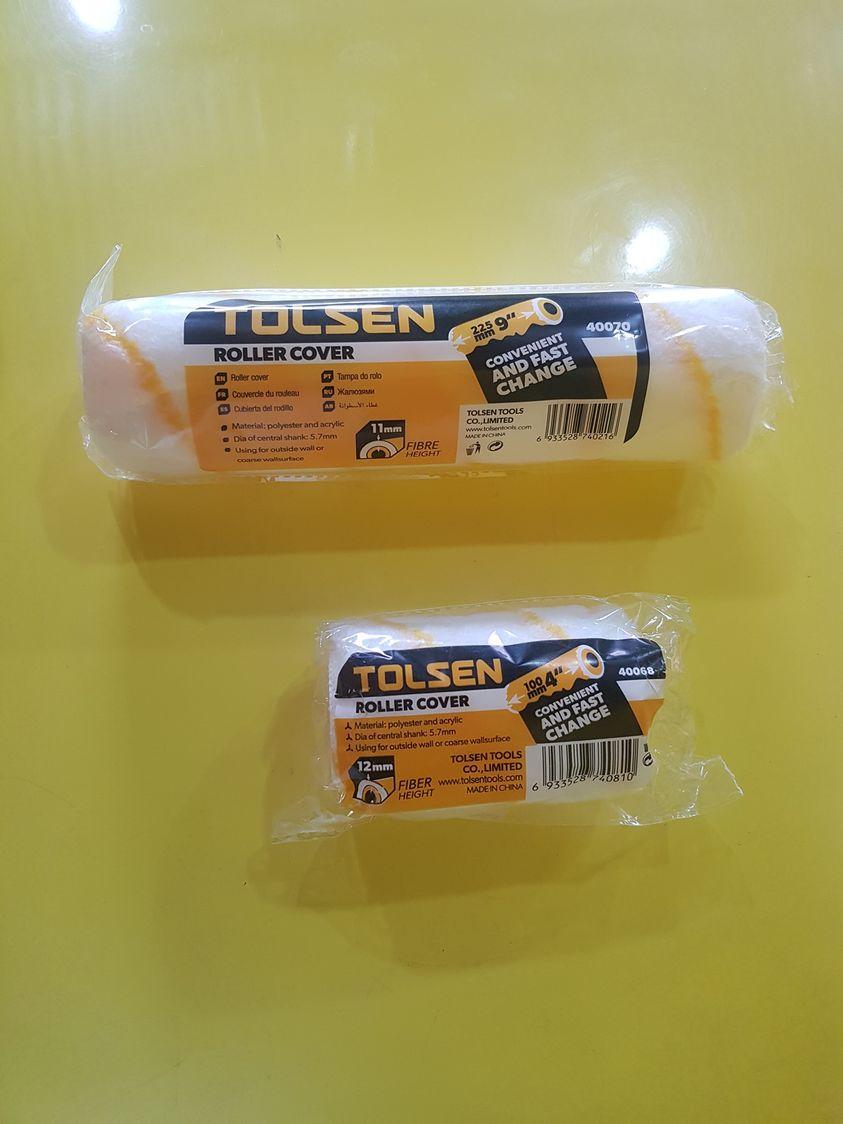 TOLSEN
ROLLER COVER
225 mm 9"
40070
CONVENIENT
AND FAST
CHANGE
EN Roller cover
FR Couvercle du rouleau
ES Cubierta del rodillo
PT Tampa do rolo
RU Жалюзями
AR غطاء الأسطوانة
Material: polyester and acrylic
Dia of central shank: 5.7mm
Using for outside wall or
coarse wallsurface
11mm
FIBRE
HEIGHT
TOLSEN TOOLS
CO.,LIMITED
www.tolsentools.com
MADE IN CHINA
6 933528 740216
TOLSEN
ROLLER COVER
100 mm 4"
40068
CONVENIENT
AND FAST
CHANGE
Material: polyester and acrylic
Dia of central shank: 5.7mm
Using for outside wall or coarse wallsurface
12mm
FIBER
HEIGHT
TOLSEN TOOLS
CO.,LIMITED
www.tolsentools.com
MADE IN CHINA
6 933528 740810